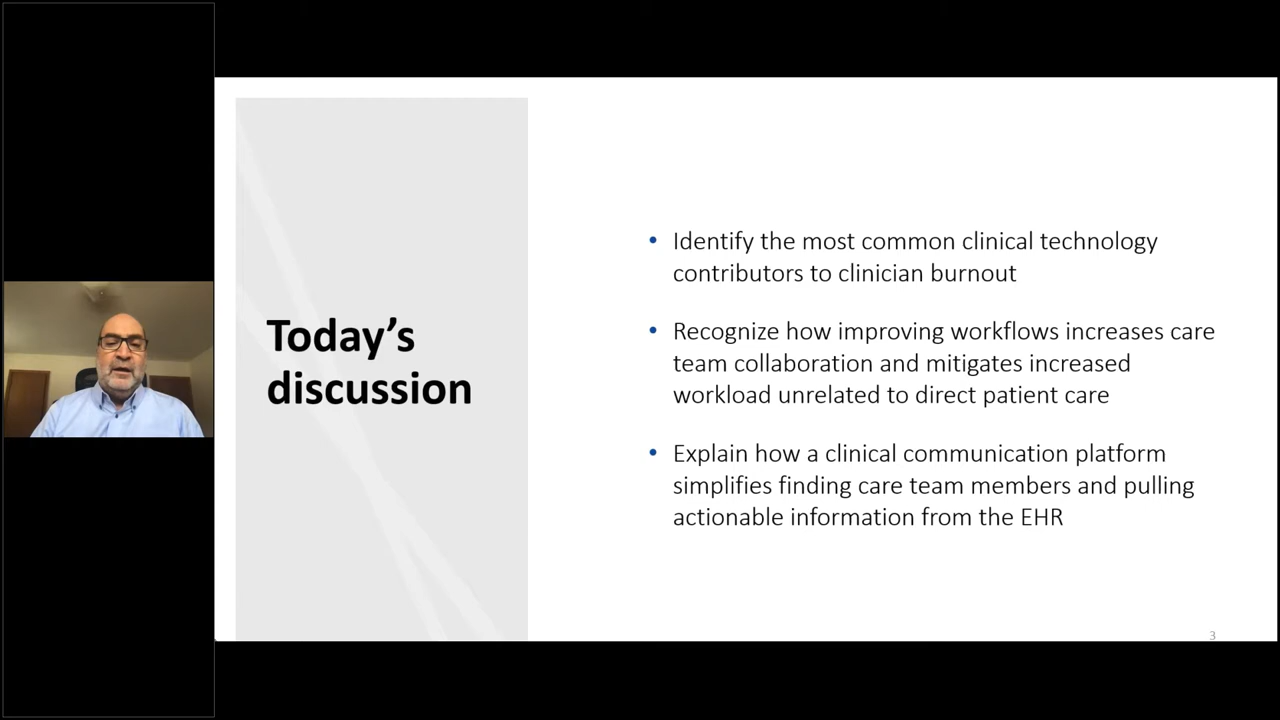 Today’s
discussion
• Identify the most common clinical technology
contributors to clinician burnout
• Recognize how improving workflows increases care
team collaboration and mitigates increased
workload unrelated to direct patient care
• Explain how a clinical communication platform
simplifies finding care team members and pulling
actionable information from the EHR
3